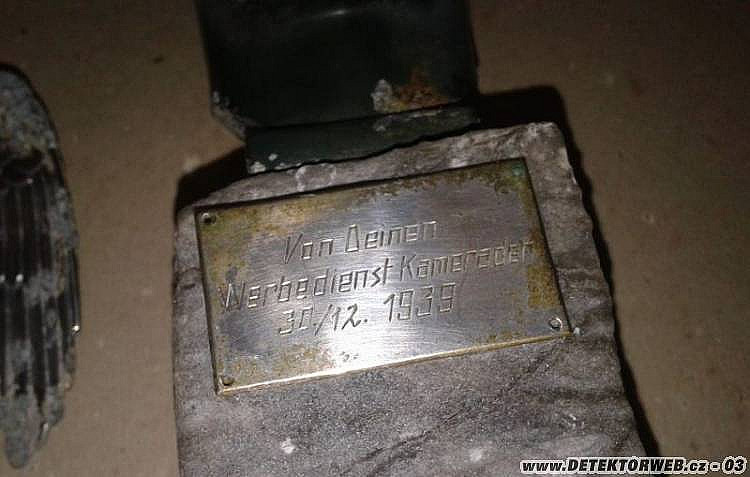 Von Deinen
Werbedienst Kameraden
30/12. 1939
www.DETEKTORWEB.cz - 03